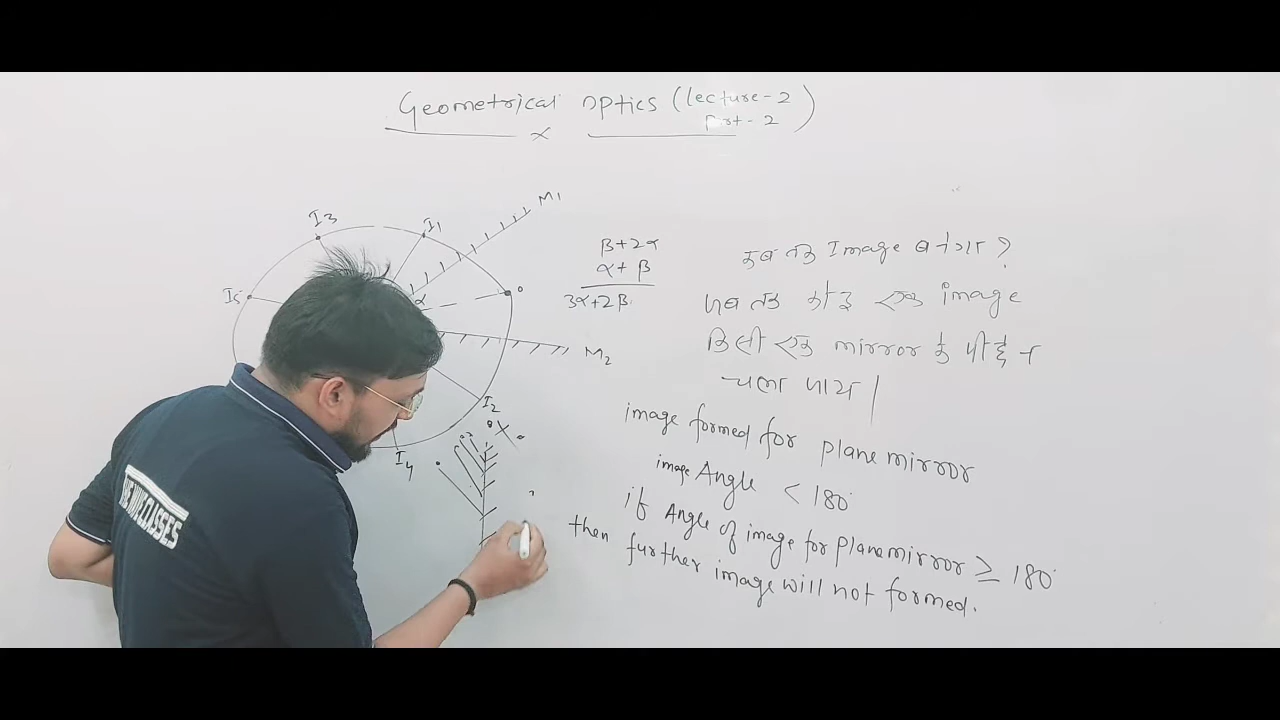 Geometrical optics (lecture-2
Part-2)
I3
I1
M1
I5
α
M2
I2
I4
β+2α
α+β
3α+2β
कब तक Image बनेगा ?
जब तक कोई एक image
किसी एक mirror के पीछे न
चला जाय |
image formed for plane mirror
image Angle < 180°
if Angle of image for plane mirror ≥ 180°
then further image will not formed.